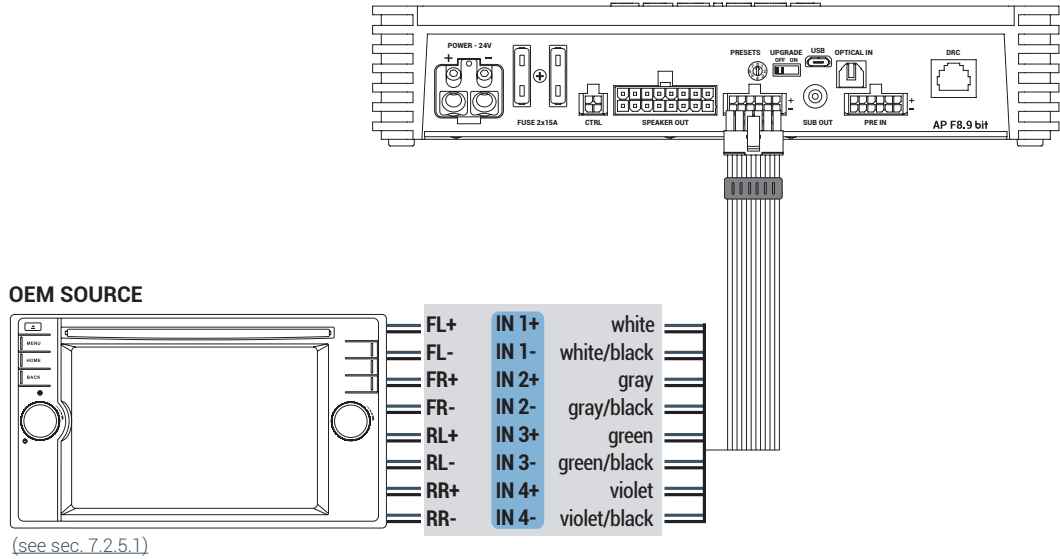 POWER - 24V
+ -
FUSE 2x15A
CTRL
SPEAKER OUT
PRESETS
UPGRADE
OFF ON
USB
OPTICAL IN
+
-
SUB OUT
PRE IN
+
-
DRC
AP F8.9 bit
OEM SOURCE
MENU
HOME
BACK
FL+ IN 1+ white
FL- IN 1- white/black
FR+ IN 2+ gray
FR- IN 2- gray/black
RL+ IN 3+ green
RL- IN 3- green/black
RR+ IN 4+ violet
RR- IN 4- violet/black
(see sec. 7.2.5.1)